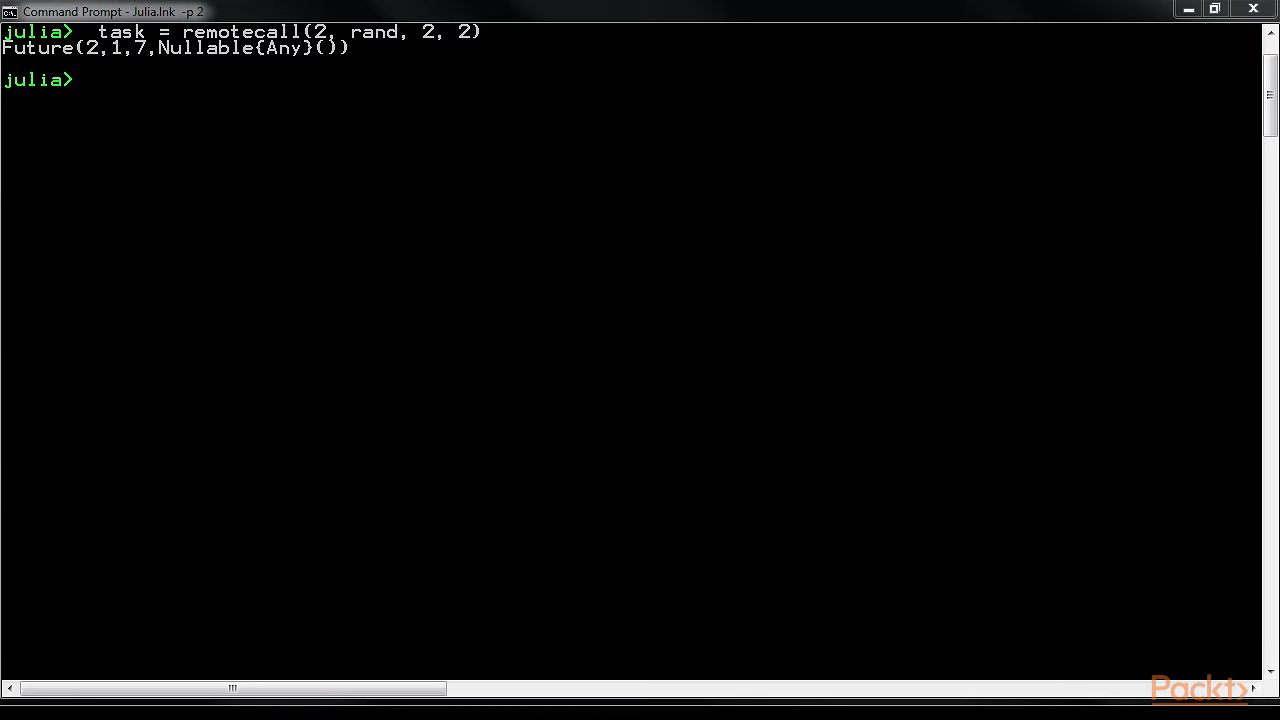 Command Prompt - Julia.lnk -p 2
julia> task = remotecall(2, rand, 2, 2)
Future(2,1,7,Nullable{Any}())
julia>
Packt>